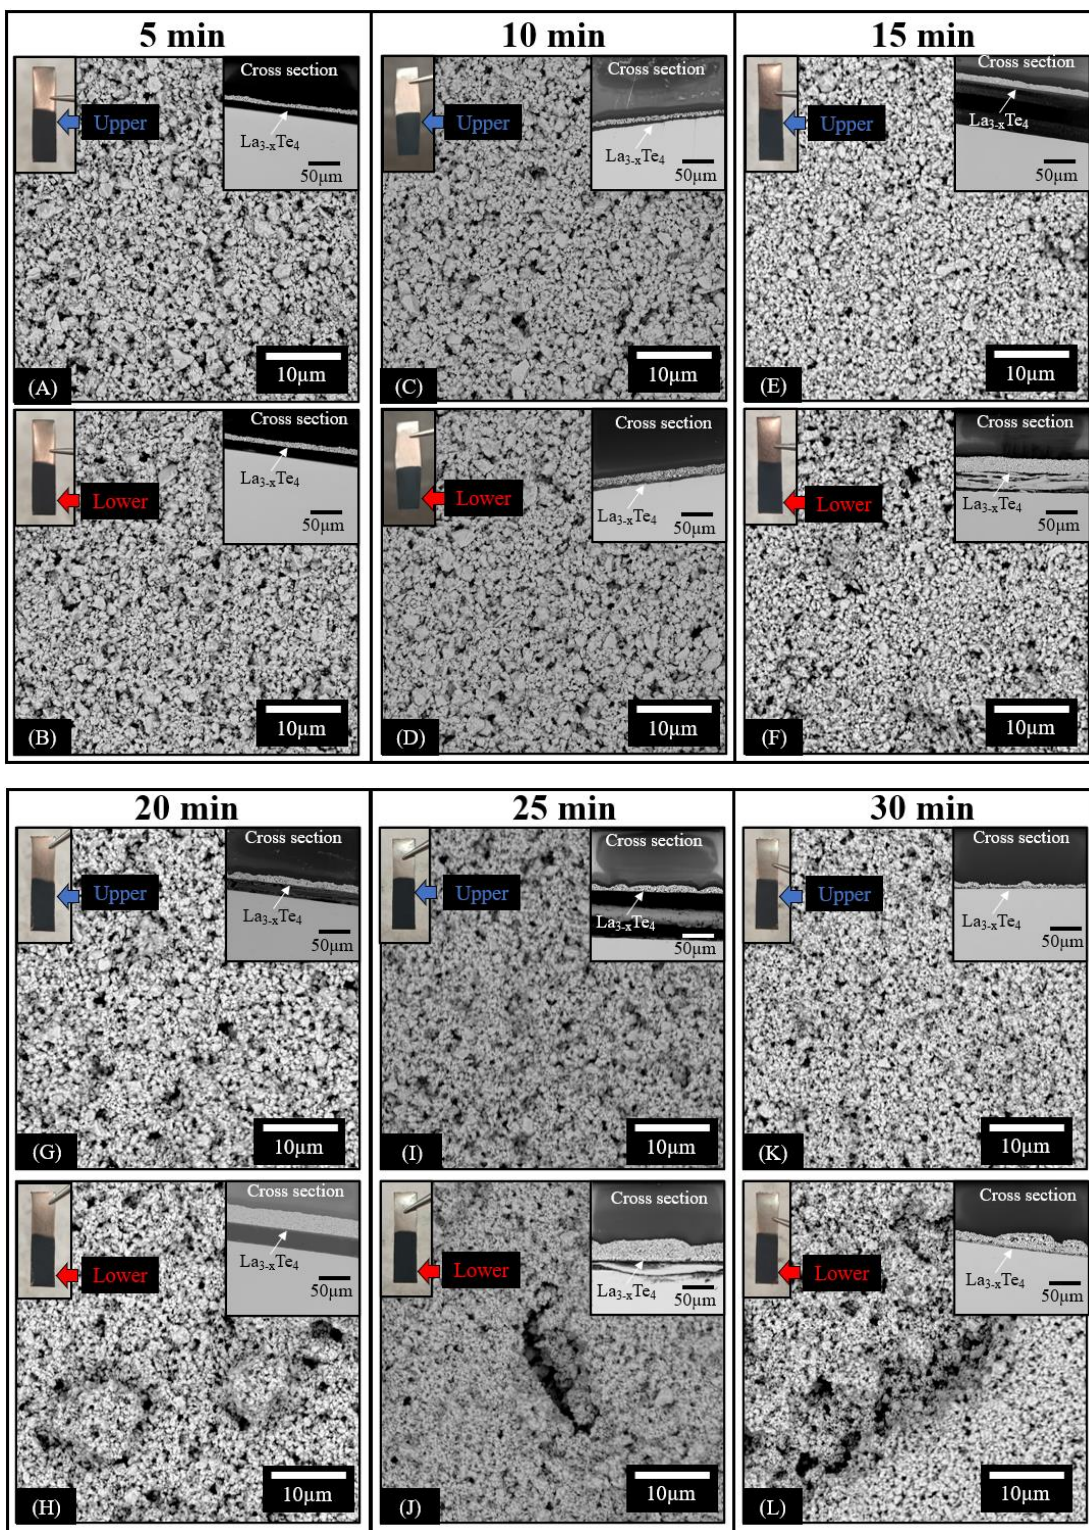 5 min
10 min
15 min
Cross section
Upper
La3-xTe4
50μm
10μm
(A)
Cross section
Upper
La3-xTe4
50μm
10μm
(C)
Cross section
Upper
La3-xTe4
50μm
10μm
(E)
Cross section
La3-xTe4
Lower
50μm
10μm
(B)
Cross section
Lower
La3-xTe4
50μm
10μm
(D)
Cross section
Lower
La3-xTe4
50μm
10μm
(F)
20 min
25 min
30 min
Cross section
Upper
La3-xTe4
50μm
10μm
(G)
Cross section
Upper
La3-xTe4
50μm
10μm
(I)
Cross section
Upper
La3-xTe4
50μm
10μm
(K)
Cross section
Lower
La3-xTe4
50μm
10μm
(H)
Cross section
Lower
La3-xTe4
50μm
10μm
(J)
Cross section
Lower
La3-xTe4
50μm
10μm
(L)